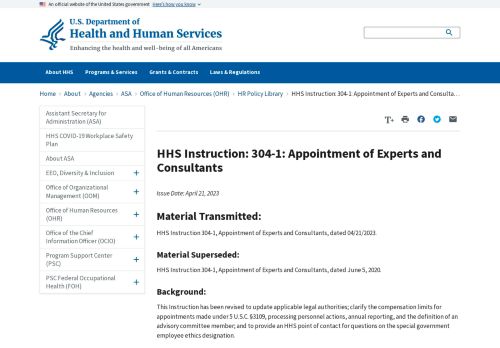 An official website of the United States government Here's how you know
U.S. Department of
Health and Human Services
Enhancing the health and well-being of all Americans
About HHS Programs & Services Grants & Contracts Laws & Regulations
Home About Agencies ASA Office of Human Resources (OHR) HR Policy Library HHS Instruction: 304-1: Appointment of Experts and Consulta...
Assistant Secretary for
Administration (ASA)
HHS COVID-19 Workplace Safety
Plan
About ASA
EEO, Diversity & Inclusion
Office of Organizational
Management (OOM)
Office of Human Resources
(OHR)
Office of the Chief
Information Officer (OCIO)
Program Support Center
(PSC)
PSC Federal Occupational
Health (FOH)
T+
HHS Instruction: 304-1: Appointment of Experts and
Consultants
Issue Date: April 21, 2023
Material Transmitted:
HHS Instruction 304-1, Appointment of Experts and Consultants, dated 04/21/2023.
Material Superseded:
HHS Instruction 304-1, Appointment of Experts and Consultants, dated June 5, 2020.
Background:
This Instruction has been revised to update applicable legal authorities; clarify the compensation limits for
appointments made under 5 U.S.C. §3109, processing personnel actions, annual reporting, and the definition of an
advisory committee member; and to provide an HHS point of contact for questions on the special government
employee ethics designation.